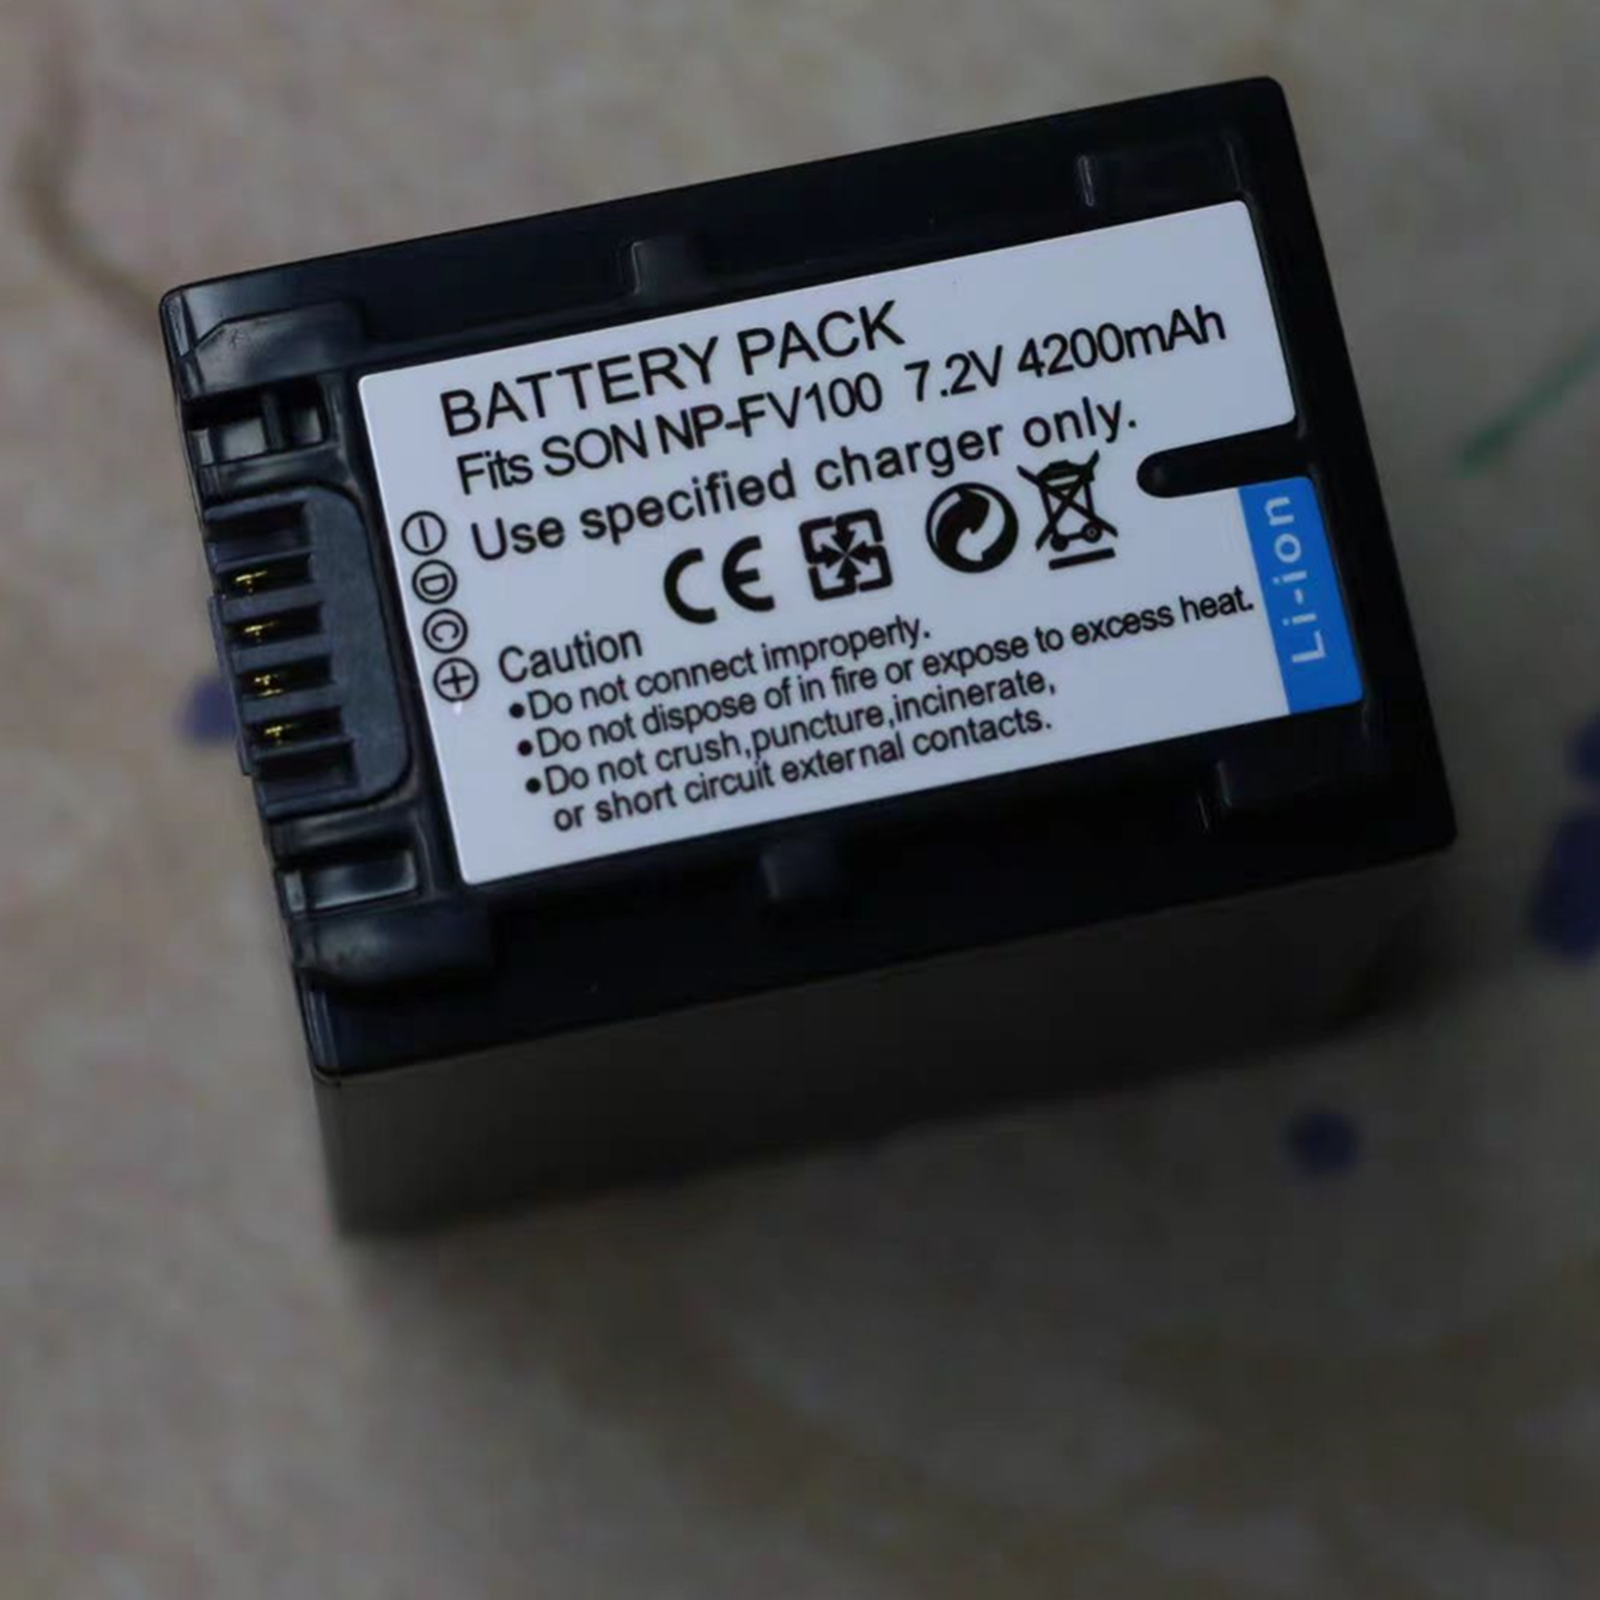 BATTERY PACK
Fits SON NP-FV100 7.2V 4200mAh
Use specified charger only.
CE
Caution
•Do not connect improperly.
•Do not dispose of in fire or expose to excess heat.
•Do not crush,puncture,incinerate,
or short circuit external contacts.
Li-ion
D
C